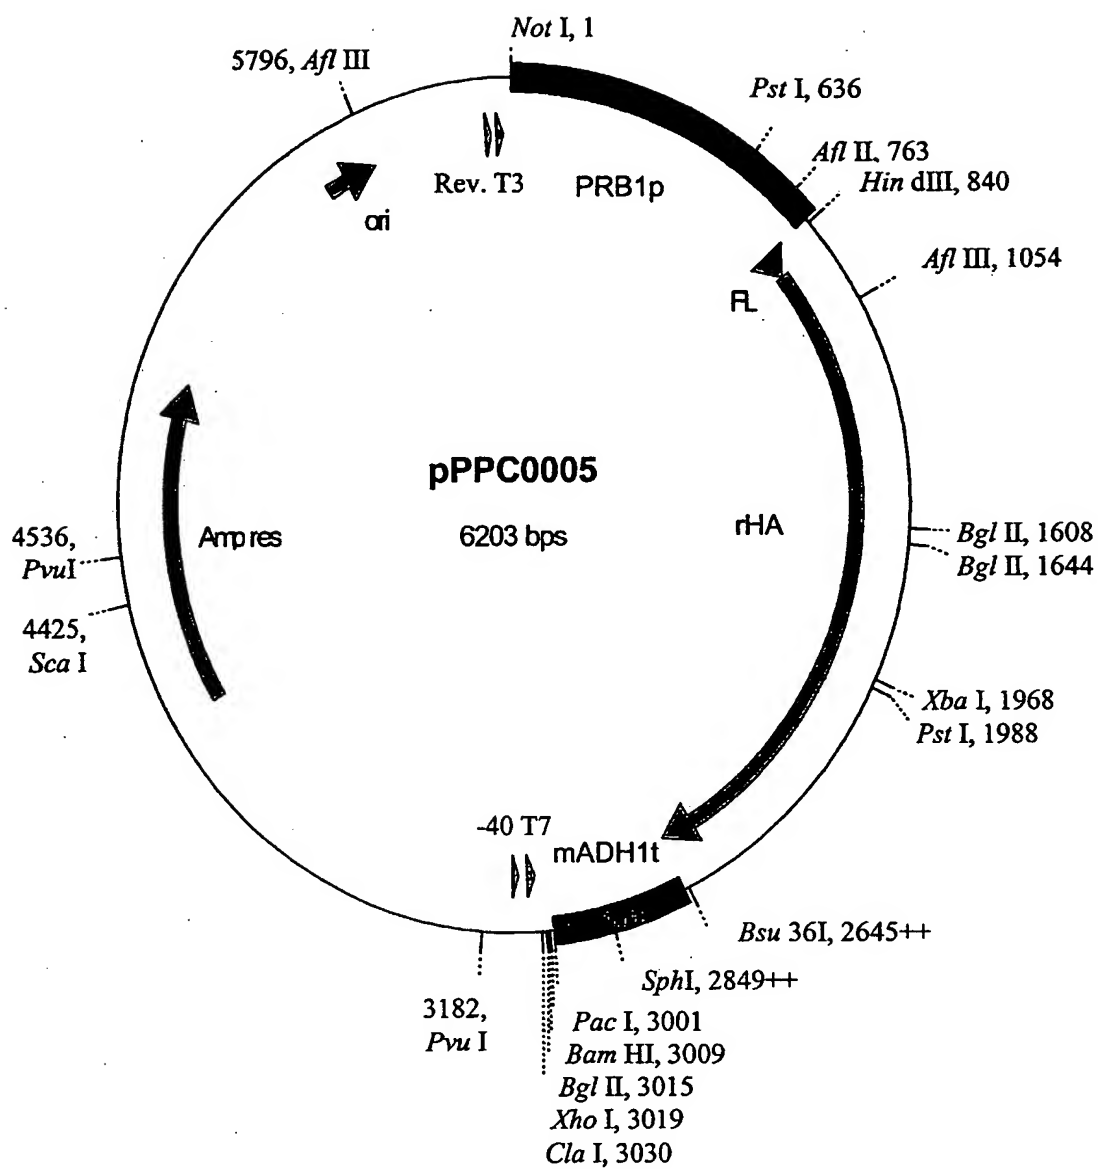 Not I, 1
5796, Afl III
Pst I, 636
Afl II, 763
Hin dIII, 840
Rev. T3
PRB1p
ori
Afl III, 1054
FL
pPPC0005
6203 bps
rHA
Amp res
4536,
PvuI
Bgl II, 1608
Bgl II, 1644
4425,
Sca I
Xba I, 1968
Pst I, 1988
-40 T7
mADH1t
Bsu 36I, 2645++
SphI, 2849++
3182,
Pvu I
Pac I, 3001
Bam HI, 3009
Bgl II, 3015
Xho I, 3019
Cla I, 3030